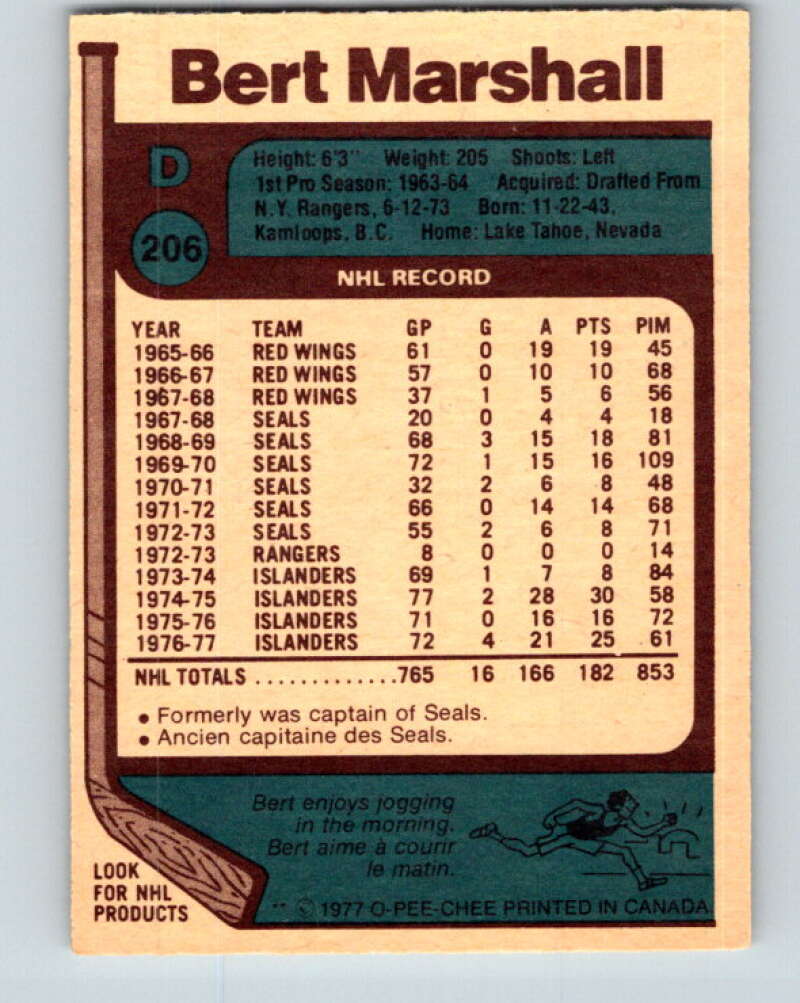 Bert Marshall
D
206
Height: 6'3" Weight: 205 Shoots: Left
1st Pro Season: 1963-64 Acquired: Drafted From
N.Y. Rangers, 6-12-73 Born: 11-22-43,
Kamloops, B.C. Home: Lake Tahoe, Nevada
NHL RECORD
YEAR TEAM GP G A PTS PIM
1965-66 RED WINGS 61 0 19 19 45
1966-67 RED WINGS 57 0 10 10 68
1967-68 RED WINGS 37 1 5 6 56
1967-68 SEALS 20 0 4 4 18
1968-69 SEALS 68 3 15 18 81
1969-70 SEALS 72 1 15 16 109
1970-71 SEALS 32 2 6 8 48
1971-72 SEALS 66 0 14 14 68
1972-73 SEALS 55 2 6 8 71
1972-73 RANGERS 8 0 0 0 14
1973-74 ISLANDERS 69 1 7 8 84
1974-75 ISLANDERS 77 2 28 30 58
1975-76 ISLANDERS 71 0 16 16 72
1976-77 ISLANDERS 72 4 21 25 61
NHL TOTALS .............765 16 166 182 853
• Formerly was captain of Seals.
• Ancien capitaine des Seals.
Bert enjoys jogging
in the morning.
Bert aime à courir
le matin.
LOOK
FOR NHL
PRODUCTS
** © 1977 O-PEE-CHEE PRINTED IN CANADA